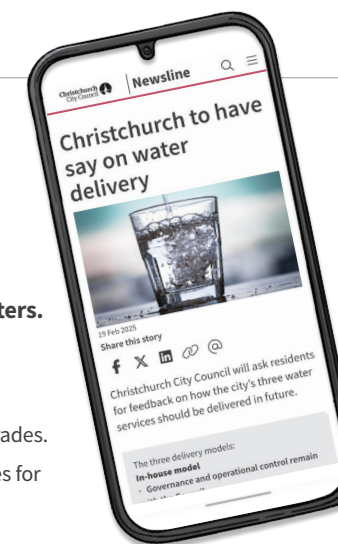 Christchurch
City Council
Newsline
Christchurch to have
say on water
delivery
19 Feb 2025
Share this story
Christchurch City Council will ask residents
for feedback on how the city's three water
services should be delivered in future.
The three delivery models:
In-house model
- Governance and operational control remain
ters.
rades.
es for